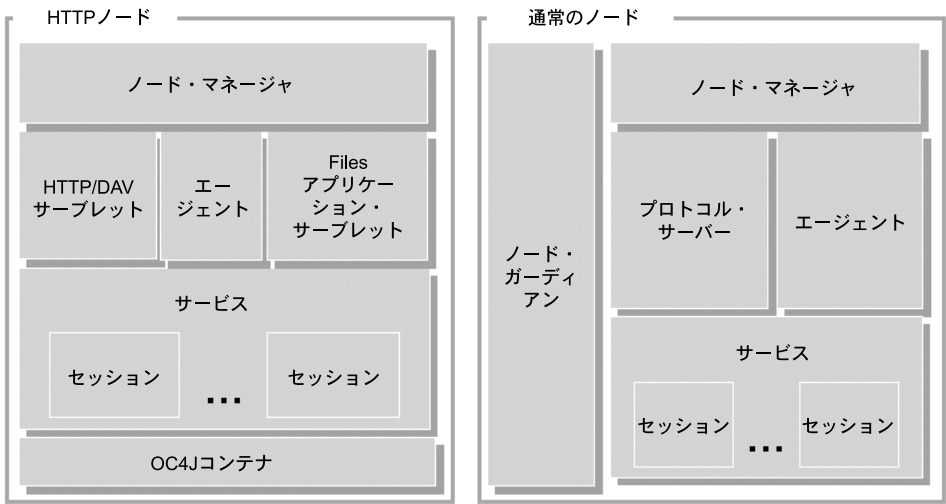 HTTPノード
ノード・マネージャ
HTTP/DAV
サーブレット
エー
ジェント
Files
アプリケー
ション・
サーブレット
サービス
セッション
...
セッション
OC4Jコンテナ
通常のノード
ノード・
ガーディ
アン
ノード・マネージャ
プロトコル・
サーバー
エージェント
サービス
セッション
...
セッション